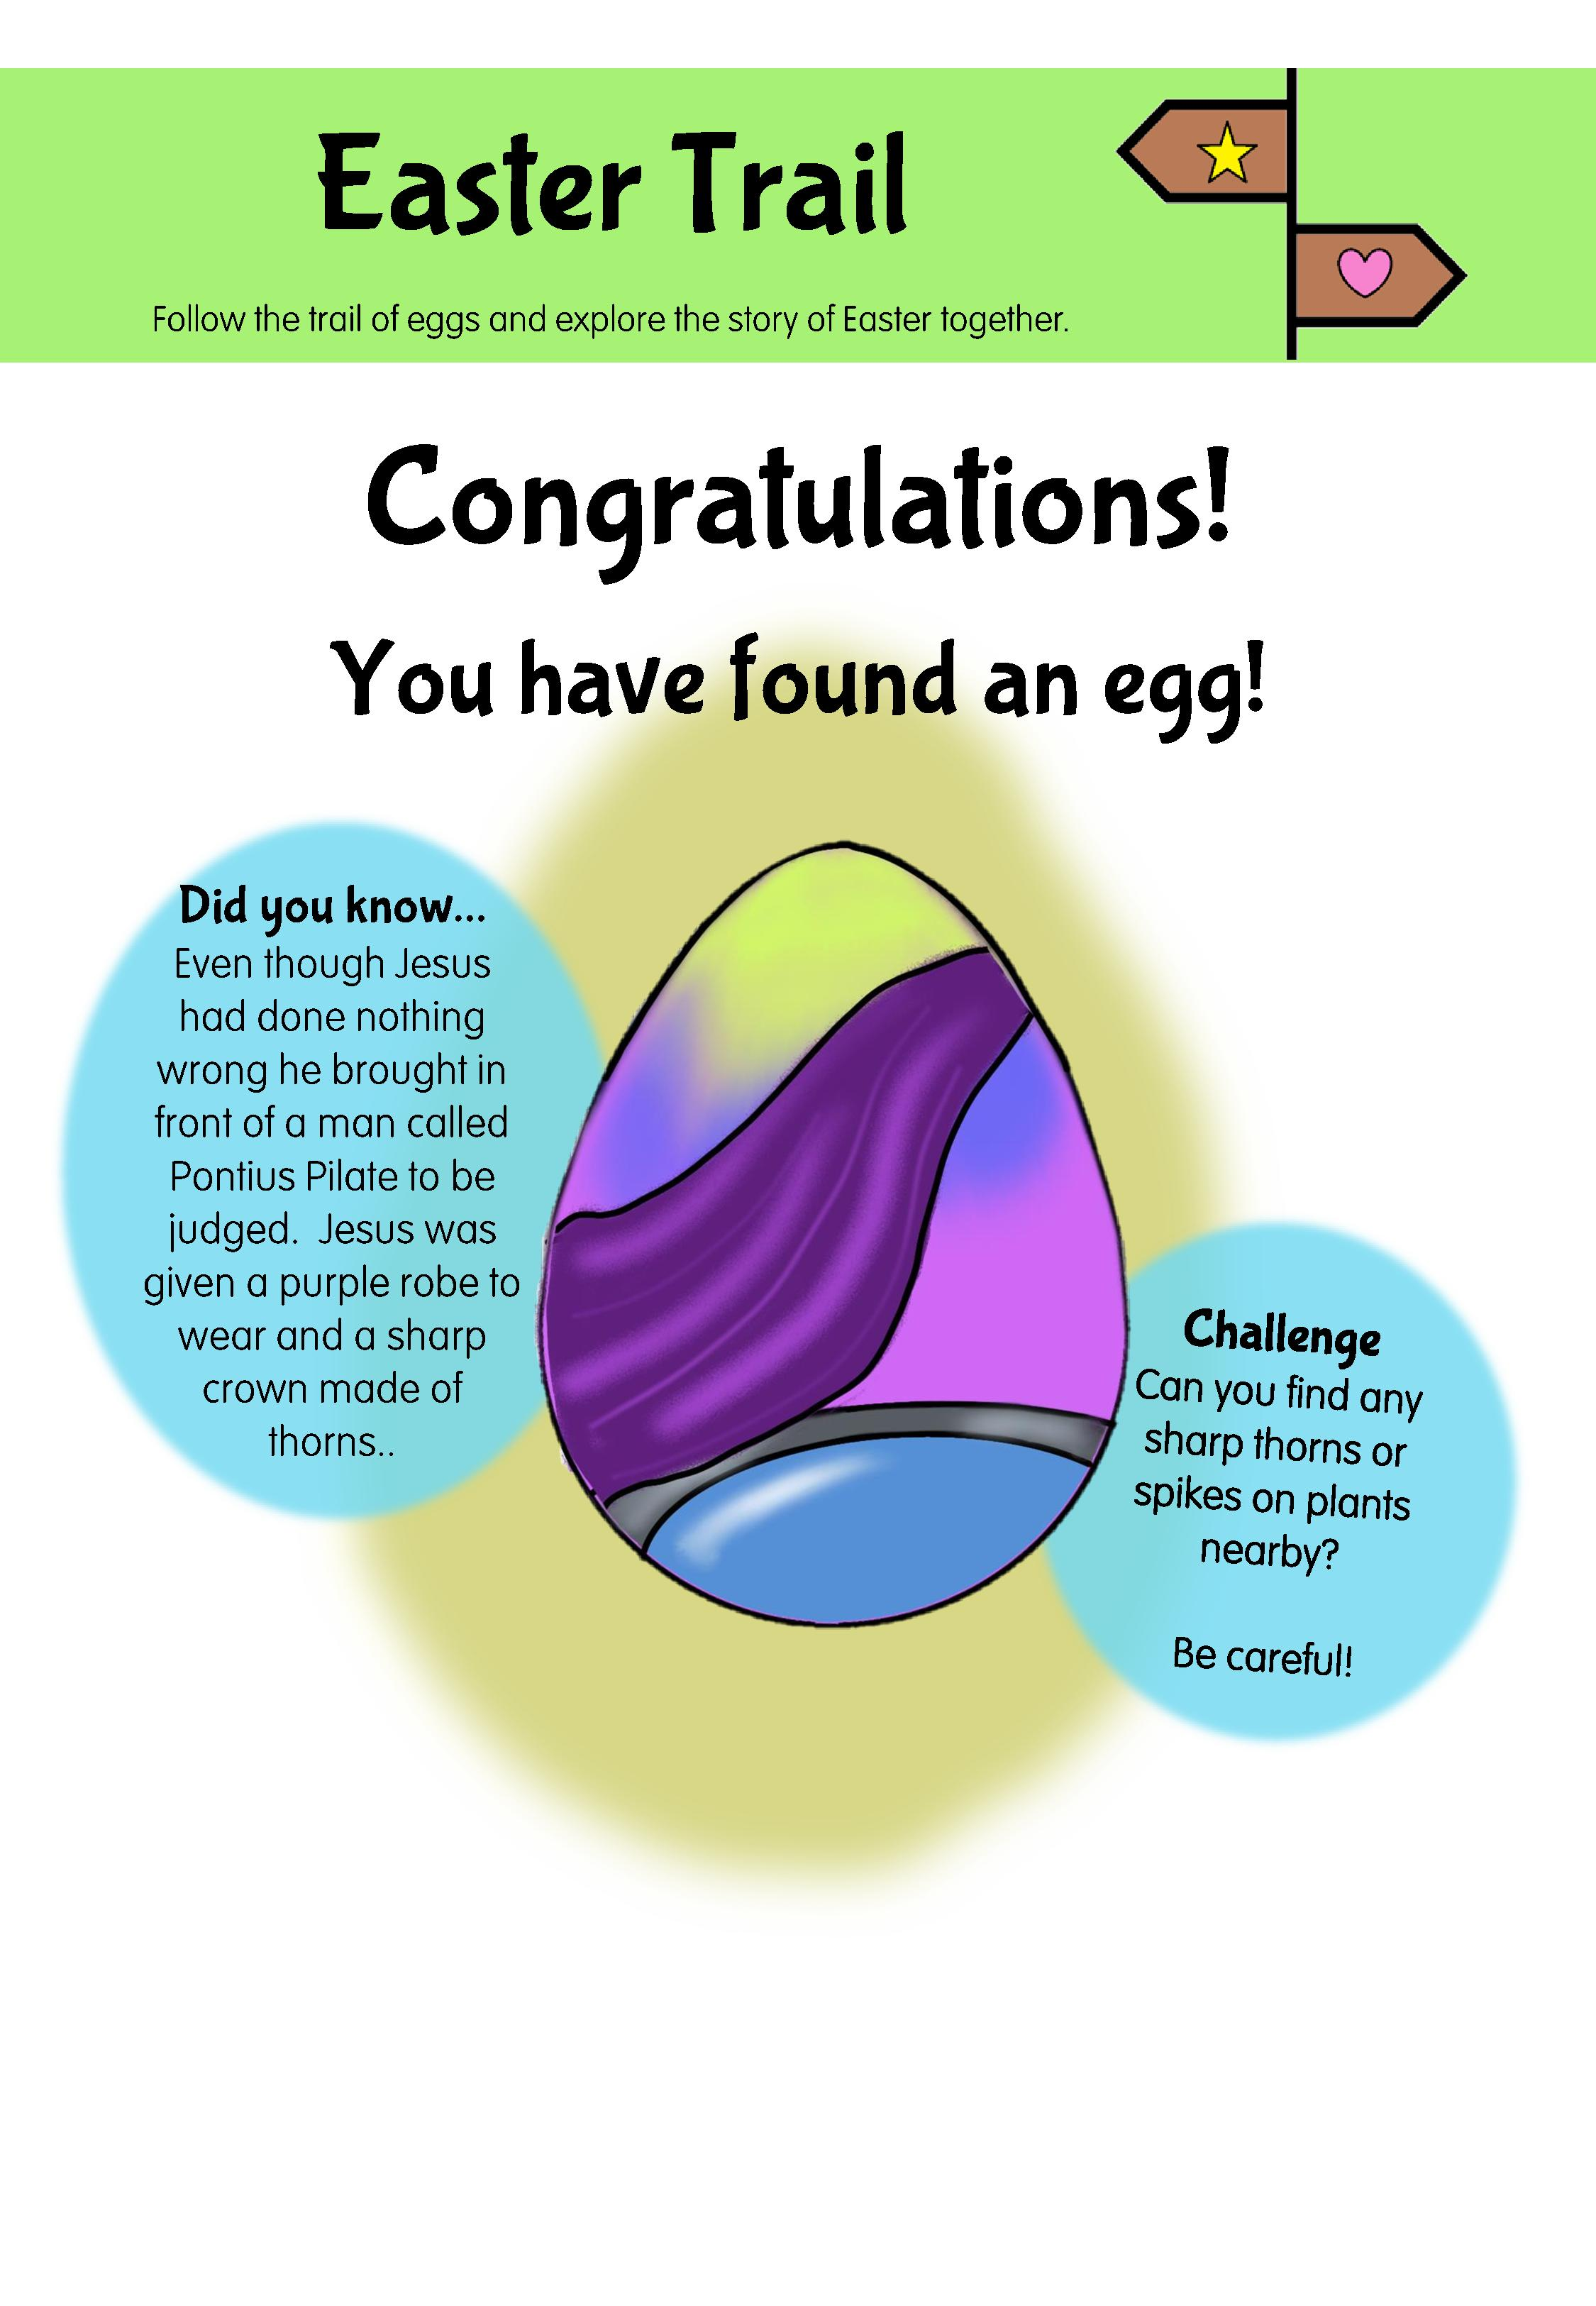 Easter Trail
Follow the trail of eggs and explore the story of Easter together.
Congratulations!
You have found an egg!
Did you know...
Even though Jesus
had done nothing
wrong he brought in
front of a man called
Pontius Pilate to be
judged.  Jesus was
given a purple robe to
wear and a sharp
crown made of
thorns..
Challenge
Can you find any
sharp thorns or
spikes on plants
nearby?
Be careful!